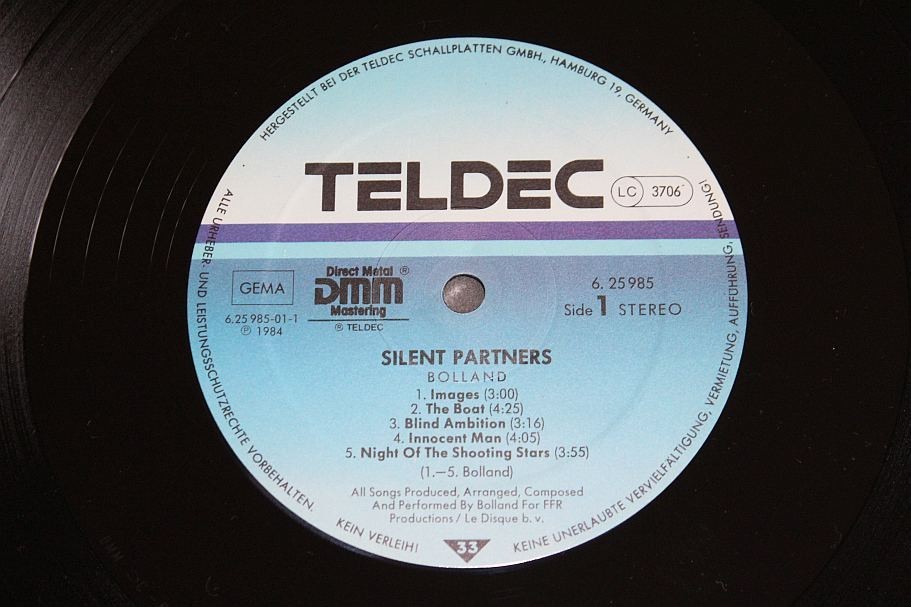 HERGESTELLT BEI DER TELDEC SCHALLPLATTEN GMBH., HAMBURG 19, GERMANY
TELDEC
LC 3706
GEMA
Direct Metal ®
DMM
Mastering
® TELDEC
6.25 985-01-1
℗ 1984
6. 25985
Side 1 STEREO
SILENT PARTNERS
BOLLAND
1. Images (3:00)
2. The Boat (4:25)
3. Blind Ambition (3:16)
4. Innocent Man (4:05)
5. Night Of The Shooting Stars (3:55)
(1.—5. Bolland)
All Songs Produced, Arranged, Composed
And Performed By Bolland For FFR
Productions / Le Disque b. v.
33
ALLE URHEBER- UND LEISTUNGSSCHUTZRECHTE VORBEHALTEN.
KEIN VERLEIH!
KEINE UNERLAUBTE VERVIELFÄLTIGUNG, VERMIETUNG, AUFFÜHRUNG, SENDUNG!